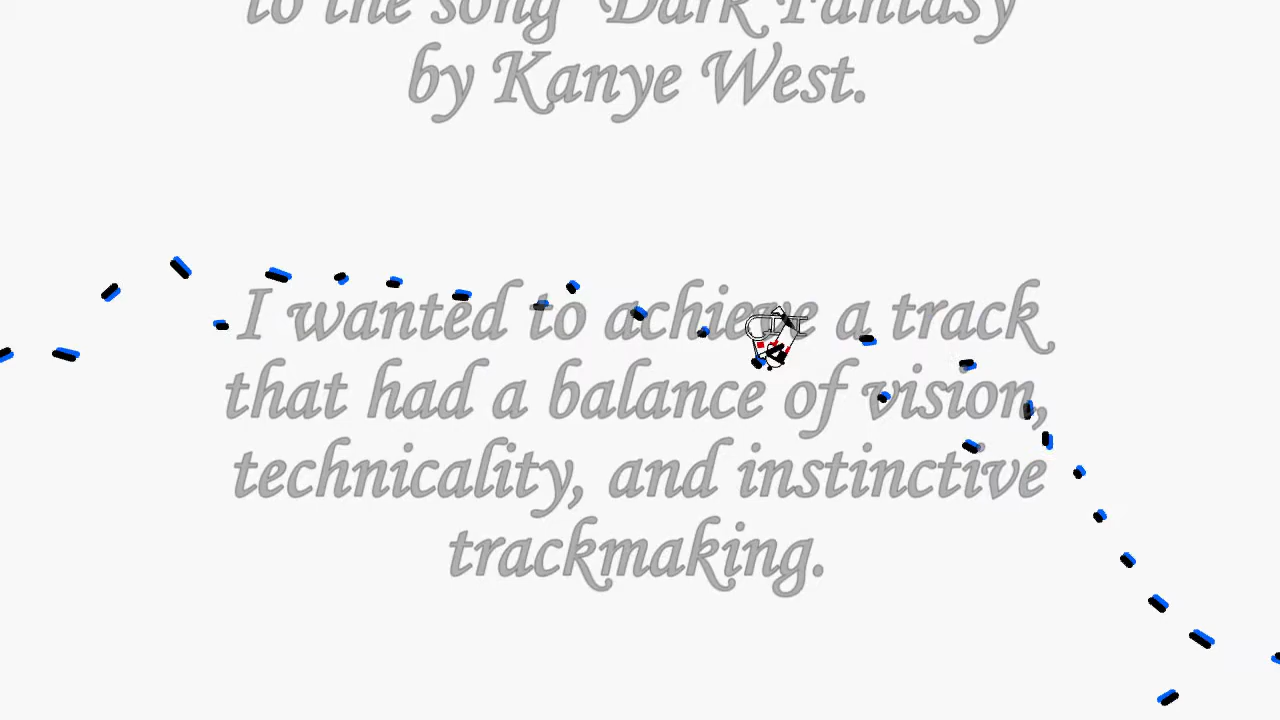 to the song "Dark Fantasy"
by Kanye West.
I wanted to achieve a track
that had a balance of vision,
technicality, and instinctive
trackmaking.